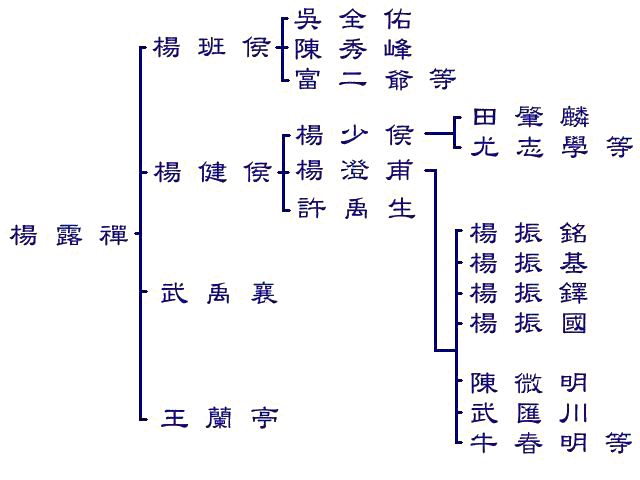 楊露禪
楊班侯
吳全佑
陳秀峰
富二爺等
楊健侯
楊少侯
田肇麟
尤志學等
楊澄甫
楊振銘
楊振基
楊振鐸
楊振國
陳微明
武匯川
牛春明等
許禹生
武禹襄
王蘭亭